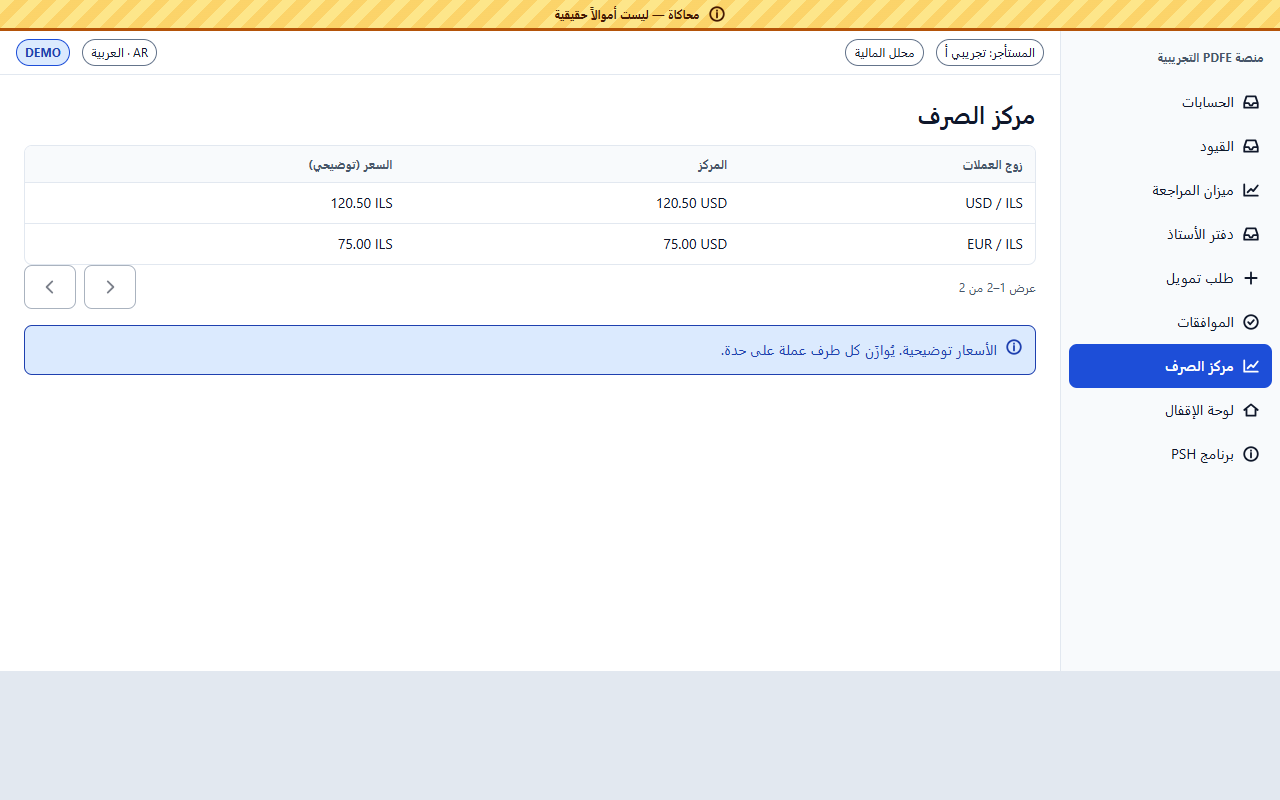 محاكاة — ليست أموالاً حقيقية
منصة PDFE التجريبية
الحسابات
القيود
ميزان المراجعة
دفتر الأستاذ
طلب تمويل
الموافقات
مركز الصرف
لوحة الإقفال
برنامج PSH
المستأجر: تجريبي أ
محلل المالية
AR · العربية
DEMO
مركز الصرف
زوج العملات المركز السعر (توضيحي)
USD / ILS 120.50 USD 120.50 ILS
EUR / ILS 75.00 USD 75.00 ILS
عرض 1–2 من 2
الأسعار توضيحية. يُوازَن كل طرف عملة على حدة.